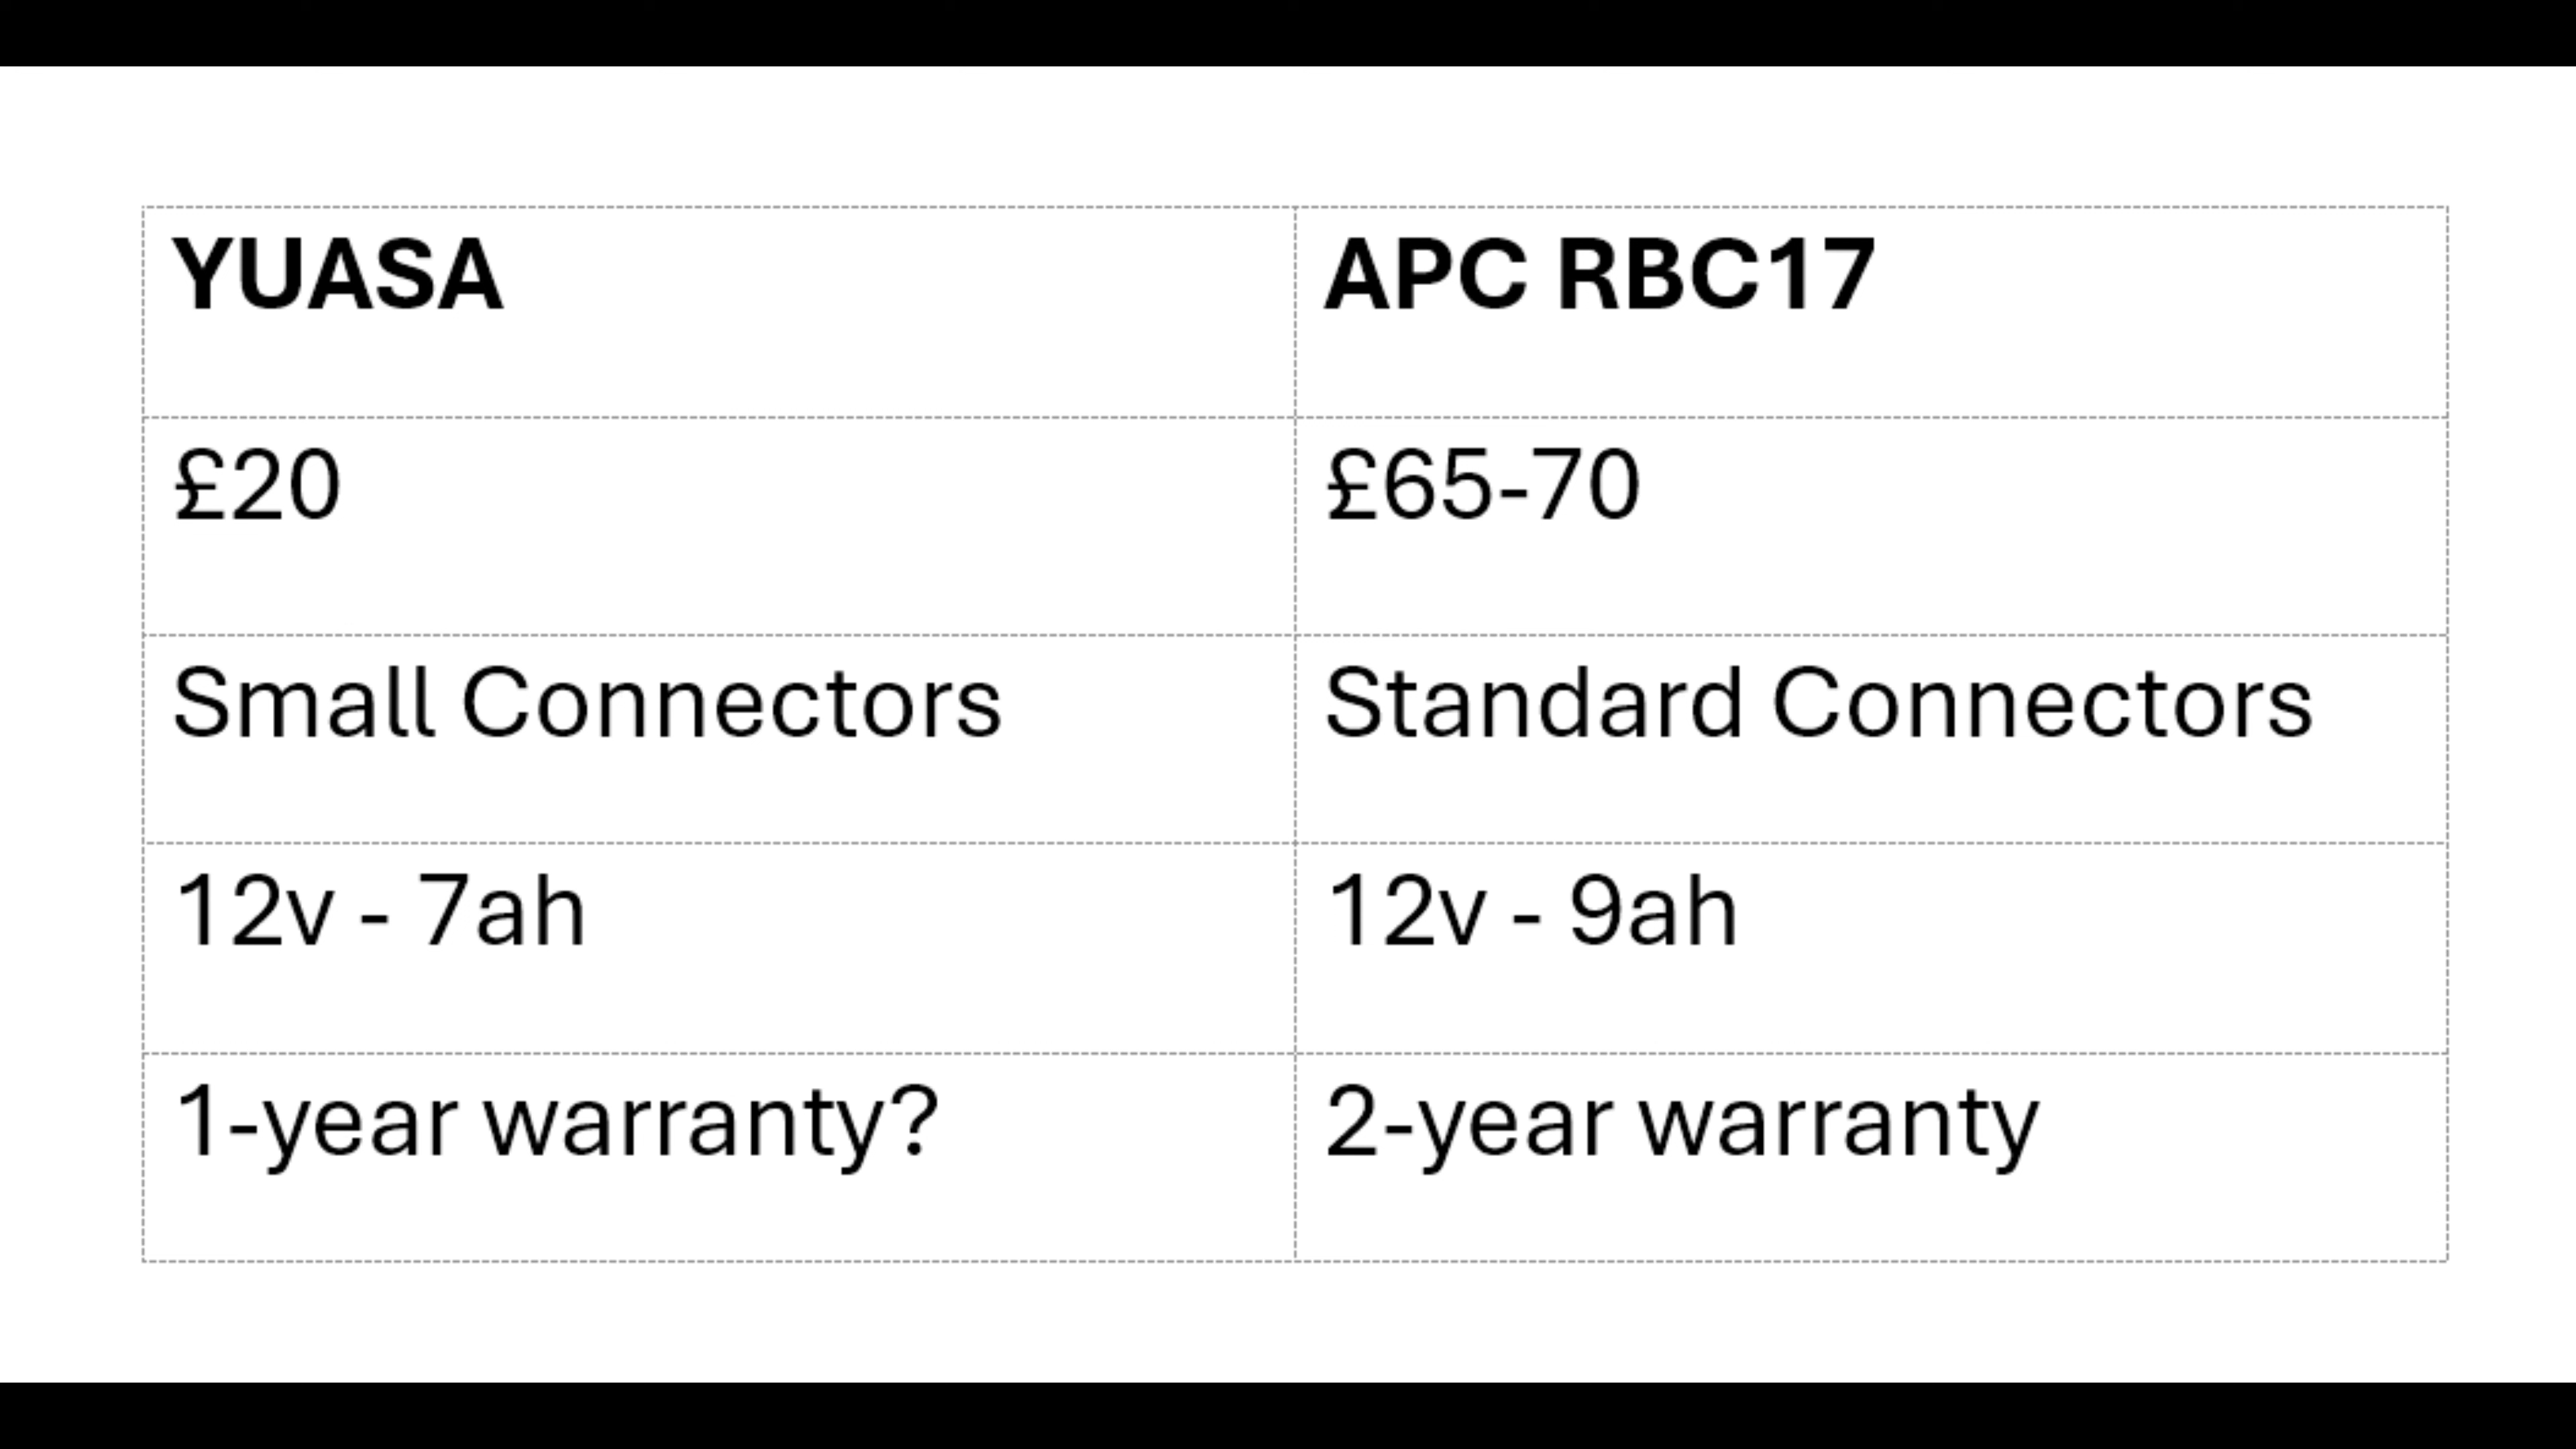 YUASA
APC RBC17
£20
£65-70
Small Connectors
Standard Connectors
12v - 7ah
12v - 9ah
1-year warranty?
2-year warranty